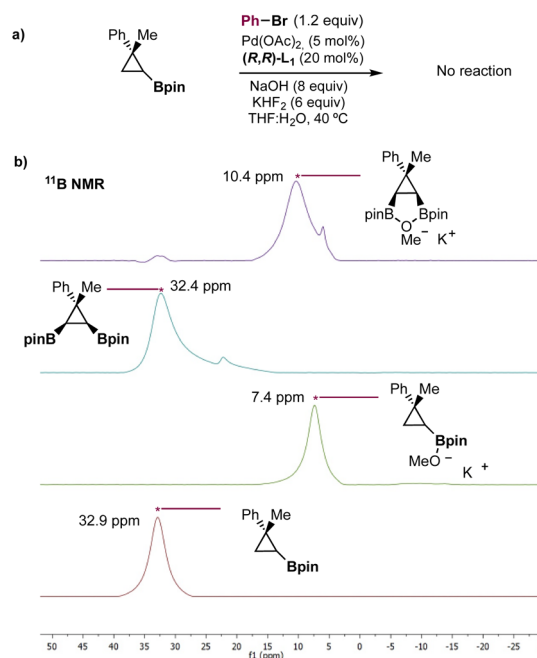 a)
Ph Me
Bpin
Ph–Br (1.2 equiv)
Pd(OAc)2, (5 mol%)
(R,R)-L1 (20 mol%)
NaOH (8 equiv)
KHF2 (6 equiv)
THF:H2O, 40 ºC
No reaction
b)
11B NMR
10.4 ppm
*
Ph Me
pinB Bpin
O
Me − K+
Ph Me
pinB Bpin
* 32.4 ppm
7.4 ppm
*
Ph Me
Bpin
MeO −
K +
32.9 ppm
*
Ph Me
Bpin
50 45 40 35 30 25 20 15 10 5 0 -5 -10 -15 -20 -25
f1 (ppm)